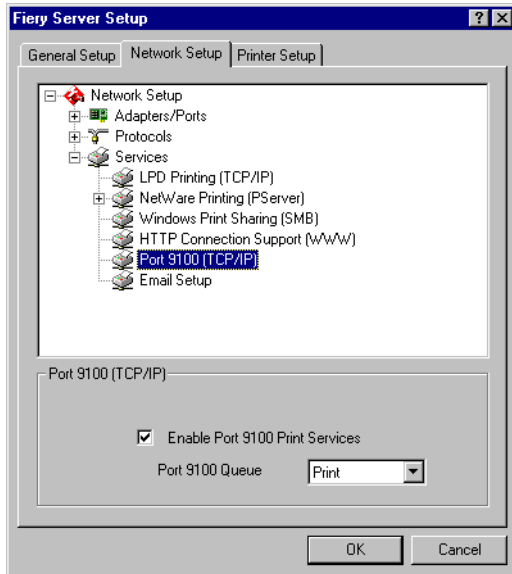 Fiery Server Setup
General Setup Network Setup Printer Setup
Network Setup
Adapters/Ports
Protocols
Services
LPD Printing (TCP/IP)
NetWare Printing (PServer)
Windows Print Sharing (SMB)
HTTP Connection Support (WWW)
Port 9100 (TCP/IP)
Email Setup
Port 9100 (TCP/IP)
Enable Port 9100 Print Services
Port 9100 Queue Print
OK Cancel